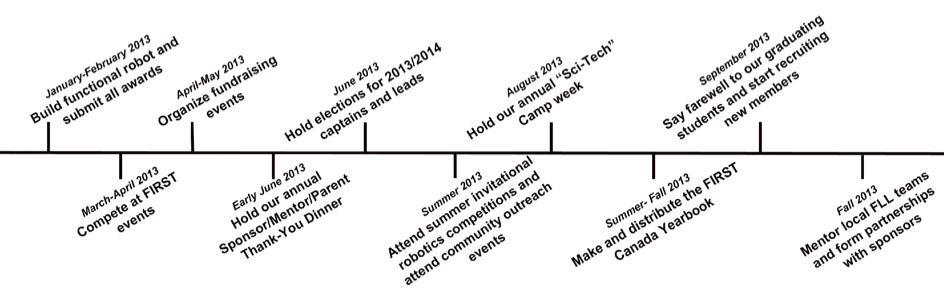 January-February 2013
Build functional robot and
submit all awards
March-April 2013
Compete at FIRST
events
April-May 2013
Organize fundraising
events
Early June 2013
Hold our annual
Sponsor/Mentor/Parent
Thank-You Dinner
June 2013
Hold elections for 2013/2014
captains and leads
Summer 2013
Attend summer invitational
robotics competitions and
attend community outreach
events
August 2013
Hold our annual “Sci-Tech”
Camp week
Summer- Fall 2013
Make and distribute the FIRST
Canada Yearbook
September 2013
Say farewell to our graduating
students and start recruiting
new members
Fall 2013
Mentor local FLL teams
and form partnerships
with sponsors